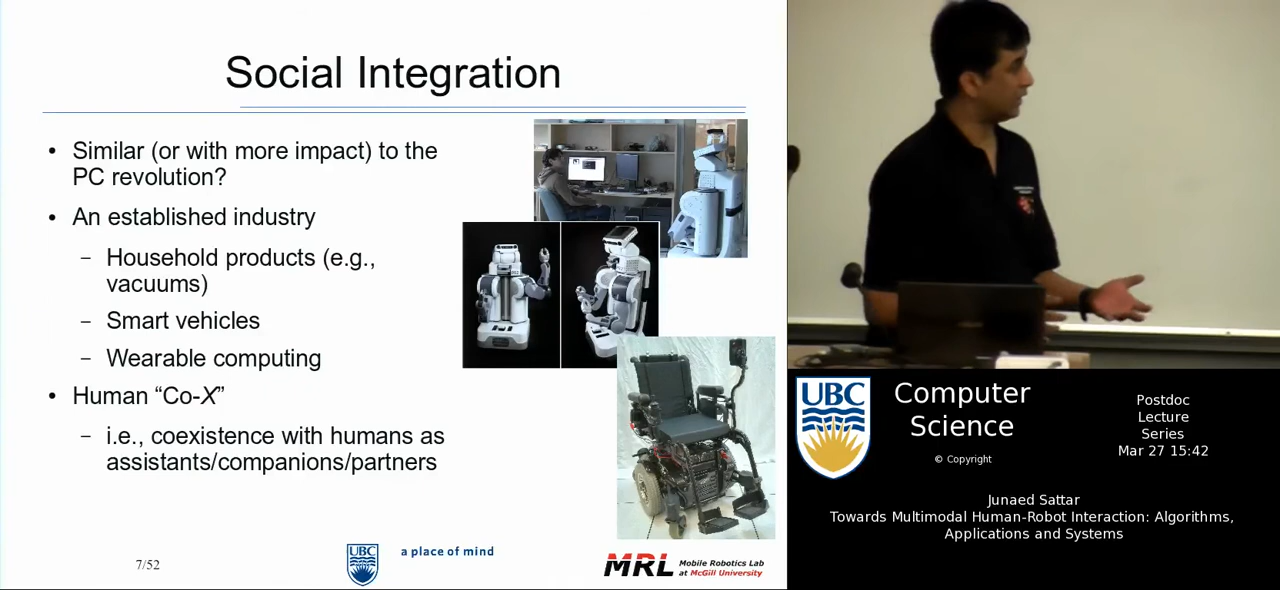 Social Integration
• Similar (or with more impact) to the
PC revolution?
• An established industry
– Household products (e.g.,
vacuums)
– Smart vehicles
– Wearable computing
• Human “Co-X”
– i.e., coexistence with humans as
assistants/companions/partners
7/52
UBC
a place of mind
MRL
Mobile Robotics Lab
at McGill University
UBC
Computer
Science
© Copyright
Postdoc
Lecture
Series
Mar 27 15:42
Junaed Sattar
Towards Multimodal Human-Robot Interaction: Algorithms,
Applications and Systems